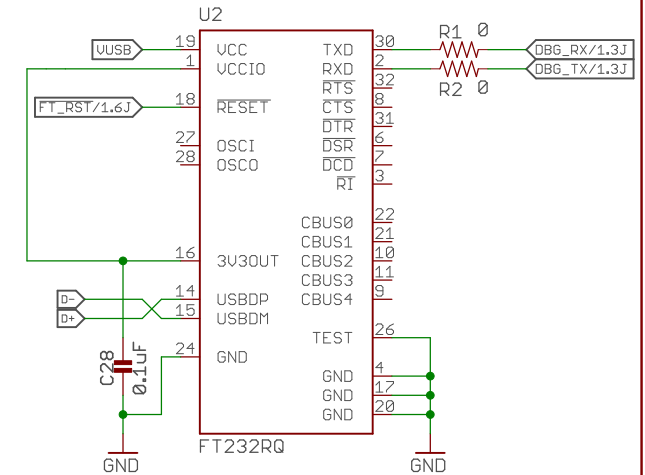 U2
VUSB 19 VCC TXD 30 R1 0 DBG_RX/1.3J
1 VCCIO RXD 2 R2 0 DBG_TX/1.3J
RTS 32
FT_RST/1.6J 18 RESET CTS 8
DTR 31
27 OSCI DSR 6
28 OSCO DCD 7
RI 3
CBUS0 22
CBUS1 21
16 3V3OUT CBUS2 10
CBUS3 11
D- 14 USBDP CBUS4 9
D+ 15 USBDM
TEST 26
24 GND
C28 0.1uF
GND 4
GND 17
GND 20
FT232RQ
GND GND